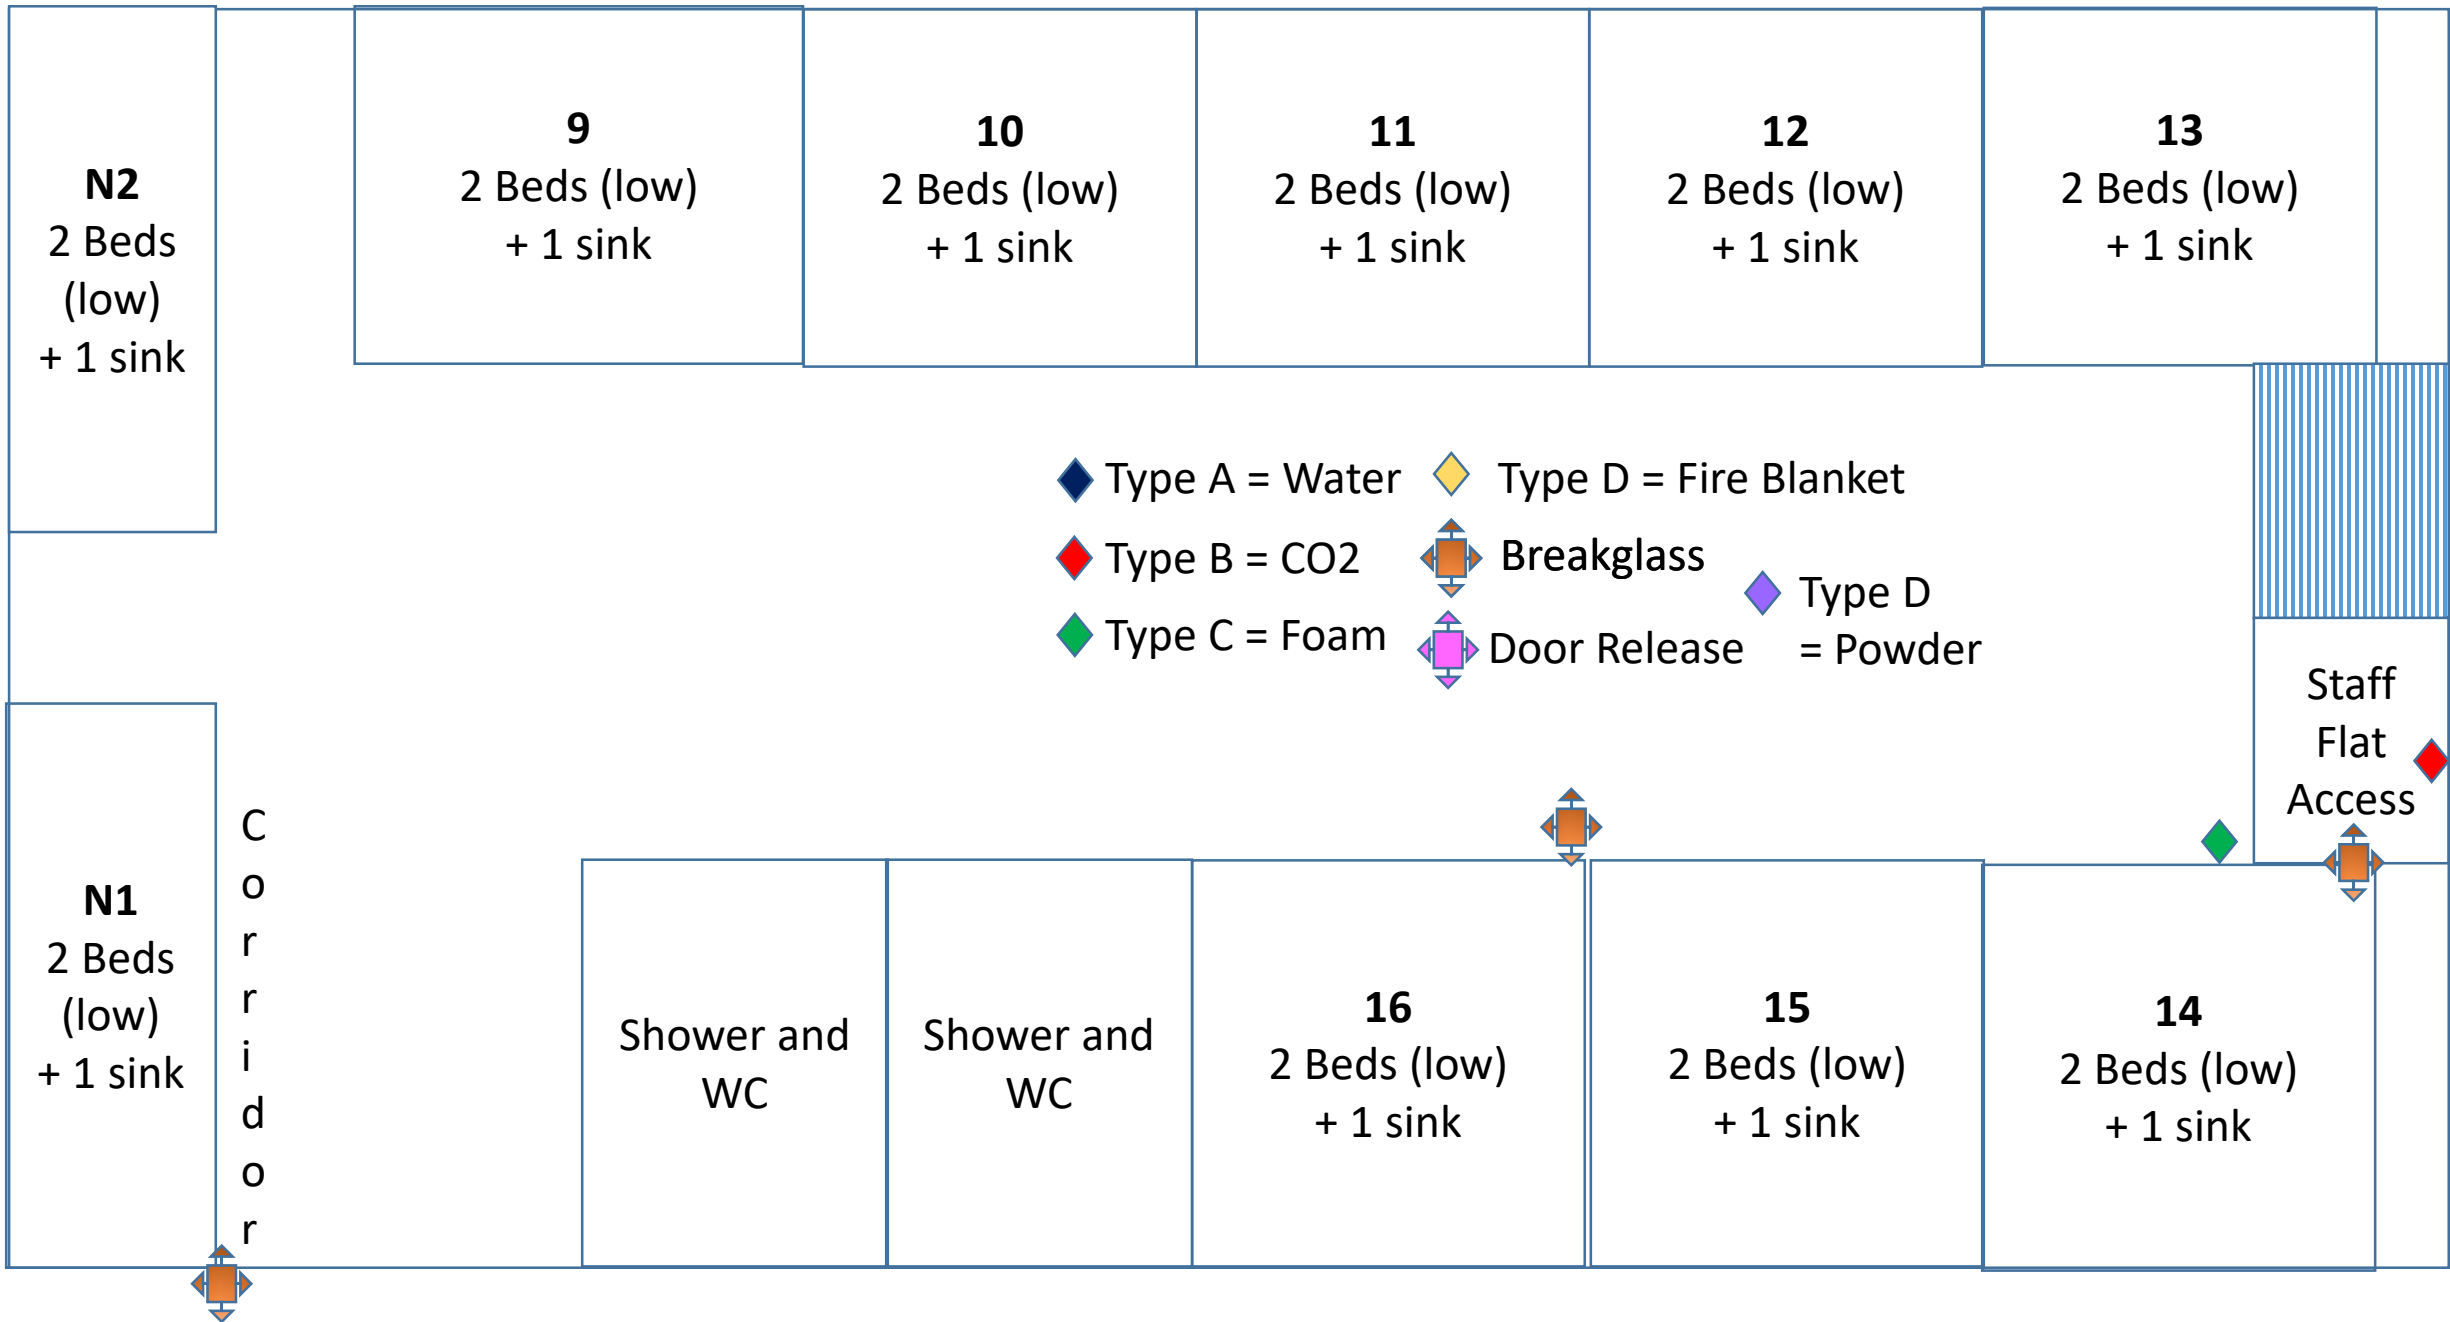 N2
2 Beds
(low)
+ 1 sink
9
2 Beds (low)
+ 1 sink
10
2 Beds (low)
+ 1 sink
11
2 Beds (low)
+ 1 sink
12
2 Beds (low)
+ 1 sink
13
2 Beds (low)
+ 1 sink
Type A = Water
Type B = CO2
Type C = Foam
Type D = Fire Blanket
Breakglass
Door Release
Type D
= Powder
Staff
Flat
Access
N1
2 Beds
(low)
+ 1 sink
C
o
r
r
i
d
o
r
Shower and
WC
Shower and
WC
16
2 Beds (low)
+ 1 sink
15
2 Beds (low)
+ 1 sink
14
2 Beds (low)
+ 1 sink